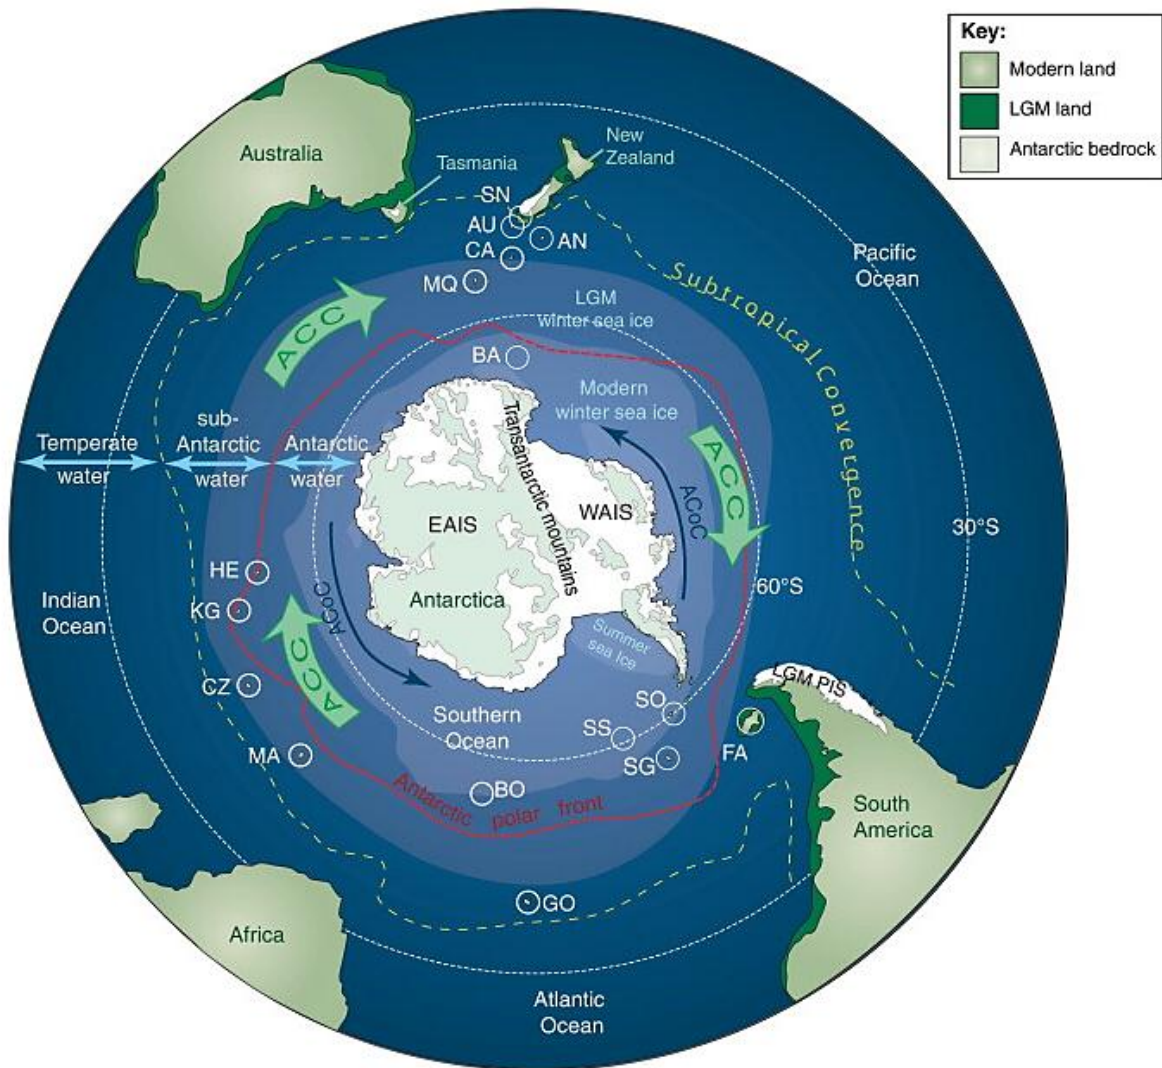 Key:
Modern land
LGM land
Antarctic bedrock
Australia
Tasmania
New
Zealand
SN
AU
AN
CA
MQ
Pacific
Ocean
Subtropical Convergence
ACC
LGM
winter sea ice
BA
Modern
winter sea ice
Transantarctic mountains
sub-
Antarctic
water
Temperate
water
Antarctic
water
ACC
ACoC
EAIS
WAIS
30°S
60°S
HE
KG
Indian
Ocean
Antarctica
ACoC
ACC
Summer
sea Ice
CZ
MA
Southern
Ocean
SO
SS
SG
FA
LGM PIS
BO
Antarctic polar front
South
America
GO
Africa
Atlantic
Ocean